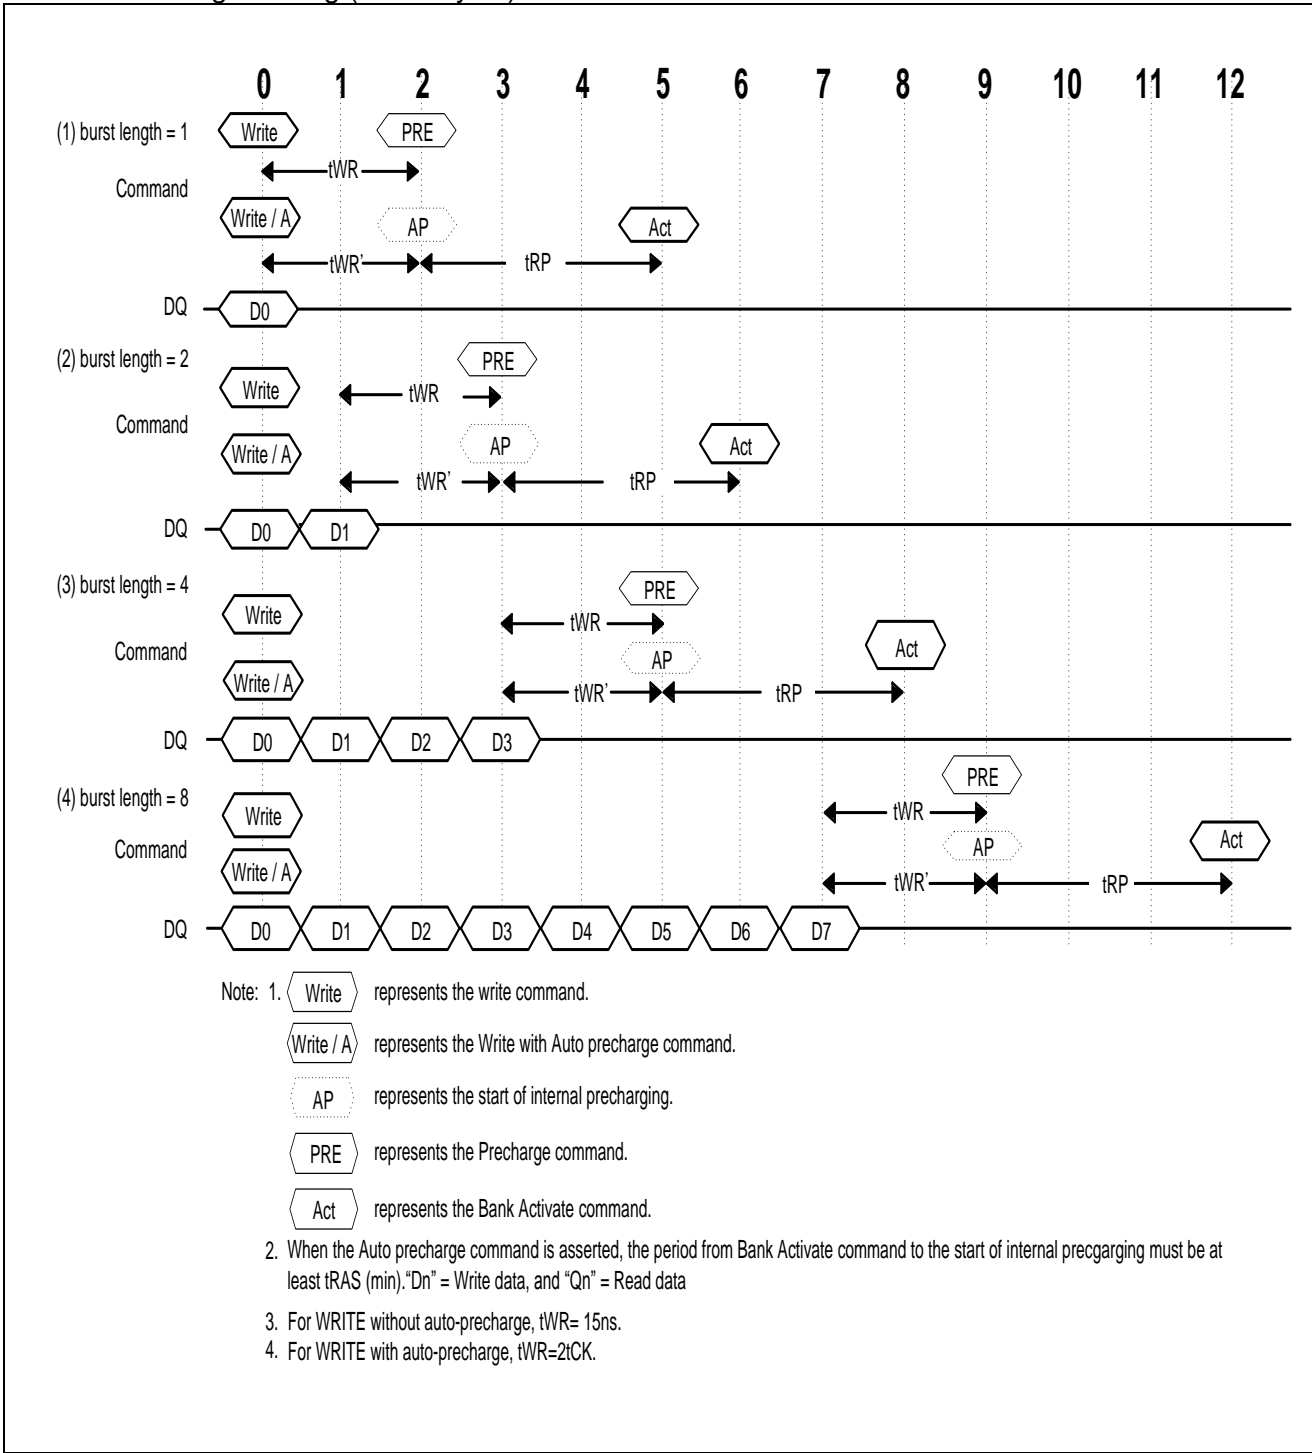 0 1 2 3 4 5 6 7 8 9 10 11 12
(1) burst length = 1 Write PRE
tWR
Command
Write / A AP Act
tWR’ tRP
DQ D0
(2) burst length = 2 PRE
Write tWR
Command
Write / A AP Act
tWR’ tRP
DQ D0 D1
(3) burst length = 4 PRE
Write tWR
Command AP Act
Write / A tWR’ tRP
DQ D0 D1 D2 D3
PRE
(4) burst length = 8
Write tWR
Command AP Act
Write / A tWR’ tRP
DQ D0 D1 D2 D3 D4 D5 D6 D7
Note: 1. Write represents the write command.
Write / A represents the Write with Auto precharge command.
AP represents the start of internal precharging.
PRE represents the Precharge command.
Act represents the Bank Activate command.
2. When the Auto precharge command is asserted, the period from Bank Activate command to the start of internal precgarging must be at
least tRAS (min).“Dn” = Write data, and “Qn” = Read data
3. For WRITE without auto-precharge, tWR= 15ns.
4. For WRITE with auto-precharge, tWR=2tCK.